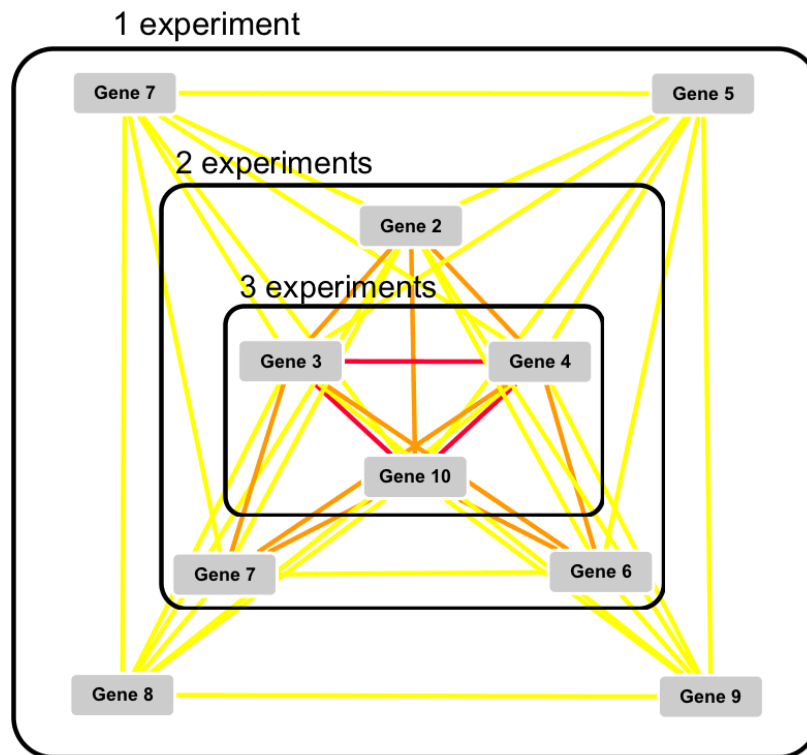 1 experiment
Gene 7
Gene 5
2 experiments
Gene 2
3 experiments
Gene 3
Gene 4
Gene 10
Gene 7
Gene 6
Gene 8
Gene 9